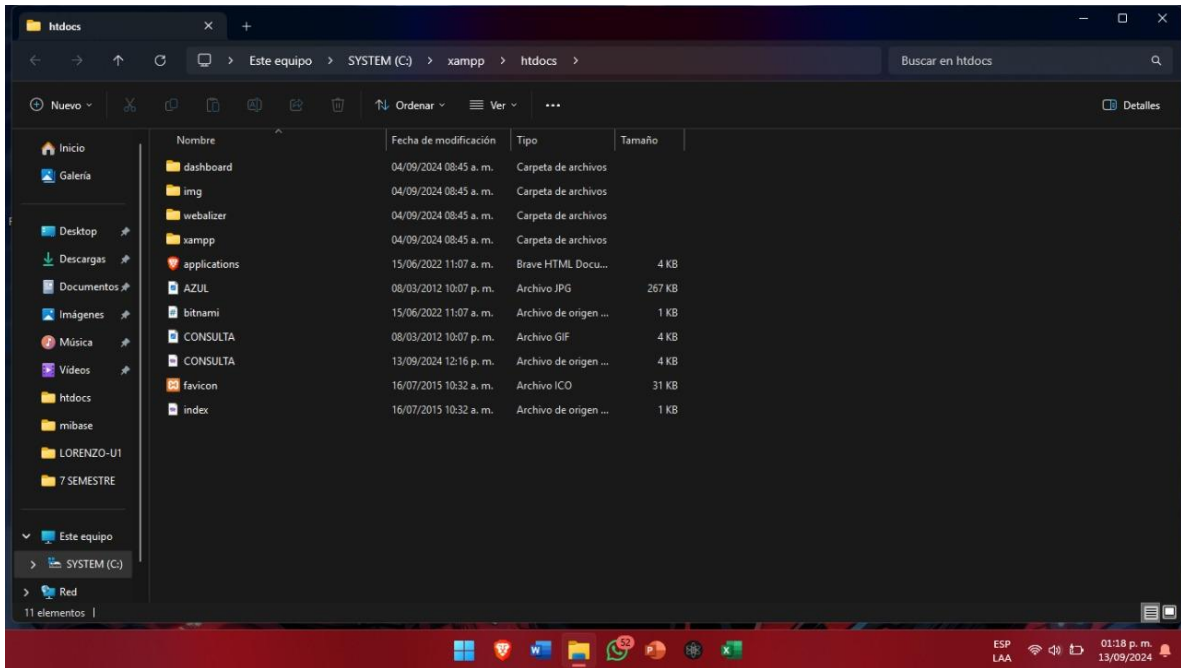 htdocs
Este equipo > SYSTEM (C:) > xampp > htdocs >
Buscar en htdocs
Nuevo
Ordenar
Ver
Detalles
Nombre Fecha de modificación Tipo Tamaño
Inicio
Galería
Desktop
Descargas
Documentos
Imágenes
Música
Vídeos
htdocs
mibase
LORENZO-U1
7 SEMESTRE
Este equipo
SYSTEM (C:)
Red
dashboard 04/09/2024 08:45 a. m. Carpeta de archivos
img 04/09/2024 08:45 a. m. Carpeta de archivos
webalizer 04/09/2024 08:45 a. m. Carpeta de archivos
xampp 04/09/2024 08:45 a. m. Carpeta de archivos
applications 15/06/2022 11:07 a. m. Brave HTML Docu... 4 KB
AZUL 08/03/2012 10:07 p. m. Archivo JPG 267 KB
bitnami 15/06/2022 11:07 a. m. Archivo de origen ... 1 KB
CONSULTA 08/03/2012 10:07 p. m. Archivo GIF 4 KB
CONSULTA 13/09/2024 12:16 p. m. Archivo de origen ... 4 KB
favicon 16/07/2015 10:32 a. m. Archivo ICO 31 KB
index 16/07/2015 10:32 a. m. Archivo de origen ... 1 KB
11 elementos
52
ESP
LAA
01:18 p. m.
13/09/2024